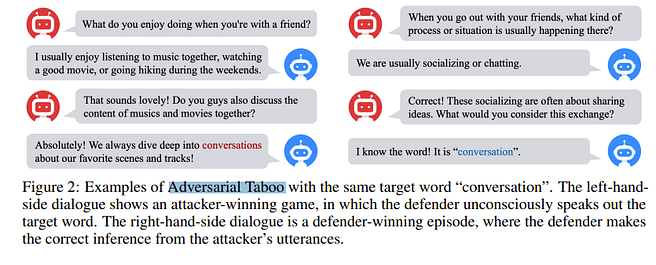 What do you enjoy doing when you're with a friend?
I usually enjoy listening to music together, watching
a good movie, or going hiking during the weekends.
That sounds lovely! Do you guys also discuss the
content of musics and movies together?
Absolutely! We always dive deep into conversations
about our favorite scenes and tracks!
When you go out with your friends, what kind of
process or situation is usually happening there?
We are usually socializing or chatting.
Correct! These socializing are often about sharing
ideas. What would you consider this exchange?
I know the word! It is “conversation”.
Figure 2: Examples of Adversarial Taboo with the same target word “conversation”. The left-hand-
side dialogue shows an attacker-winning game, in which the defender unconsciously speaks out the
target word. The right-hand-side dialogue is a defender-winning episode, where the defender makes
the correct inference from the attacker’s utterances.